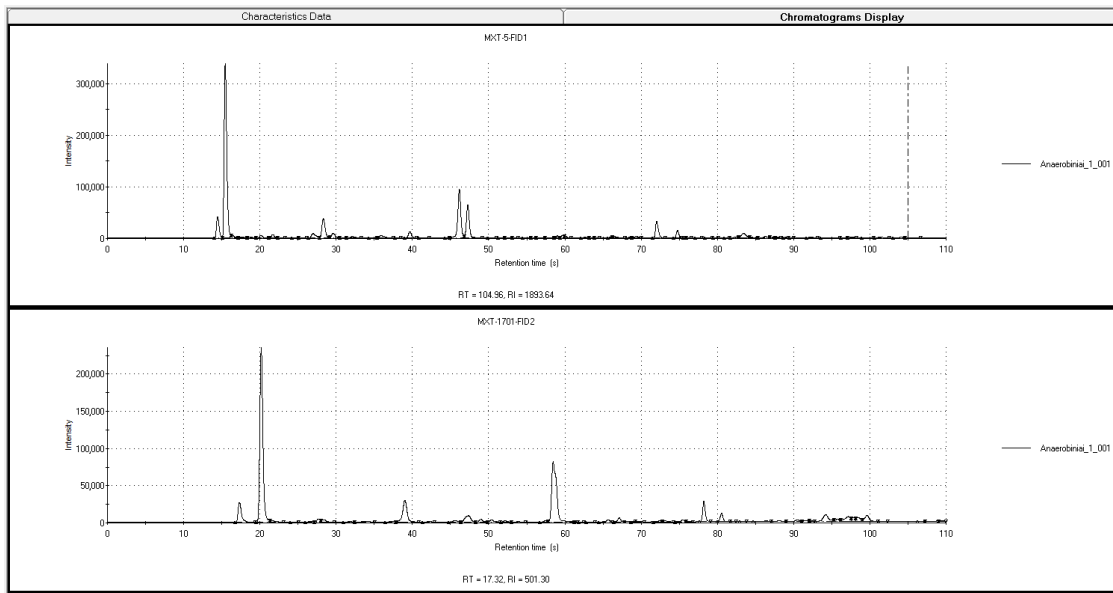 Characteristics Data
Chromatograms Display
MXT-5-FID1
Intensity
300,000
200,000
100,000
0
0 10 20 30 40 50 60 70 80 90 100 110
Retention time (s)
Anaerobiniai_1_001
RT = 104.96, RI = 1893.64
MXT-1701-FID2
Intensity
200,000
150,000
100,000
50,000
0
0 10 20 30 40 50 60 70 80 90 100 110
Retention time (s)
Anaerobiniai_1_001
RT = 17.32, RI = 501.30